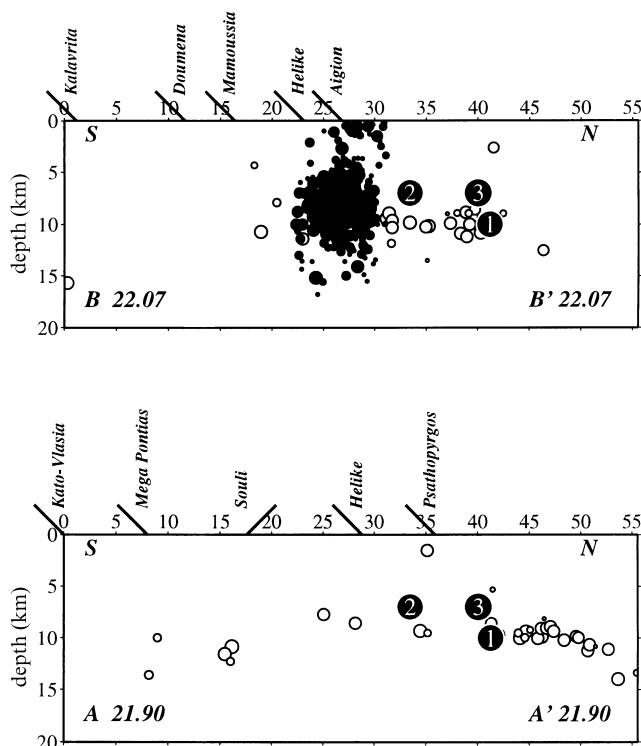 Kalavrita Doumena Mamoussia Helike Aigion
0 5 10 15 20 25 30 35 40 45 50 55
S N
0
5
10
15
20
depth (km)
2 3
1
B 22.07 B' 22.07
Kato-Vlasia Mega Pontias Souli Helike Psathopyrgos
0 5 10 15 20 25 30 35 40 45 50 55
S N
0
5
10
15
20
depth (km)
2 3
1
A 21.90 A' 21.90